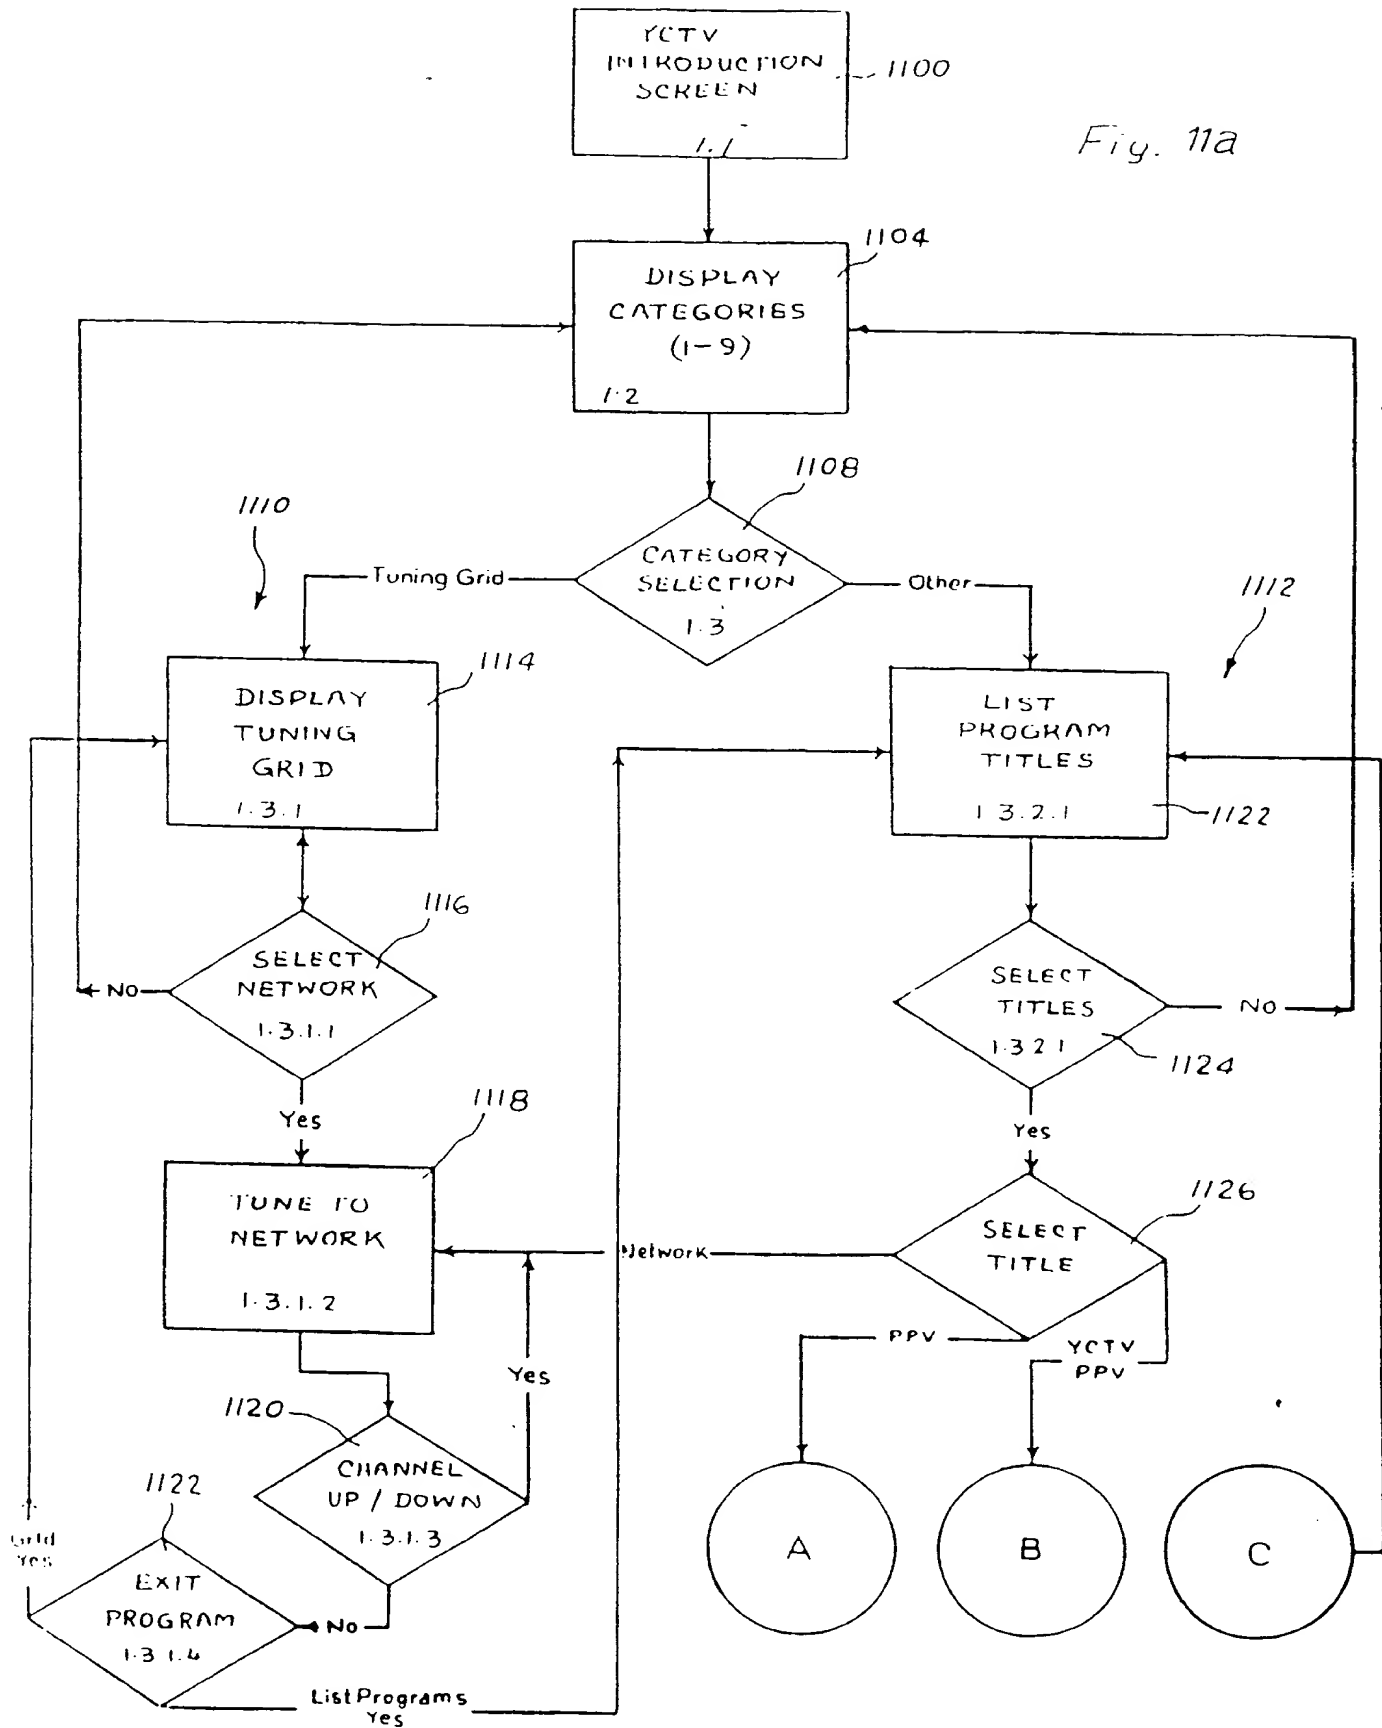 YCTV
INTRODUCTION
SCREEN
1.1
1100
Fig. 11a
1104
DISPLAY
CATEGORIES
(1-9)
1.2
1108
1110
CATEGORY
SELECTION
1.3
Tuning Grid
Other
1112
1114
DISPLAY
TUNING
GRID
1.3.1
LIST
PROGRAM
TITLES
1 3.2.1
1122
1116
SELECT
NETWORK
1.3.1.1
No
Yes
SELECT
TITLES
1.3 2 1
NO
1124
Yes
1118
TUNE TO
NETWORK
1.3.1.2
1126
SELECT
TITLE
Network
PPV
YCTV
PPV
Yes
1120
CHANNEL
UP / DOWN
1.3.1.3
1122
Grid
Yes
EXIT
PROGRAM
1.3 1.4
No
List Programs
Yes
A
B
C